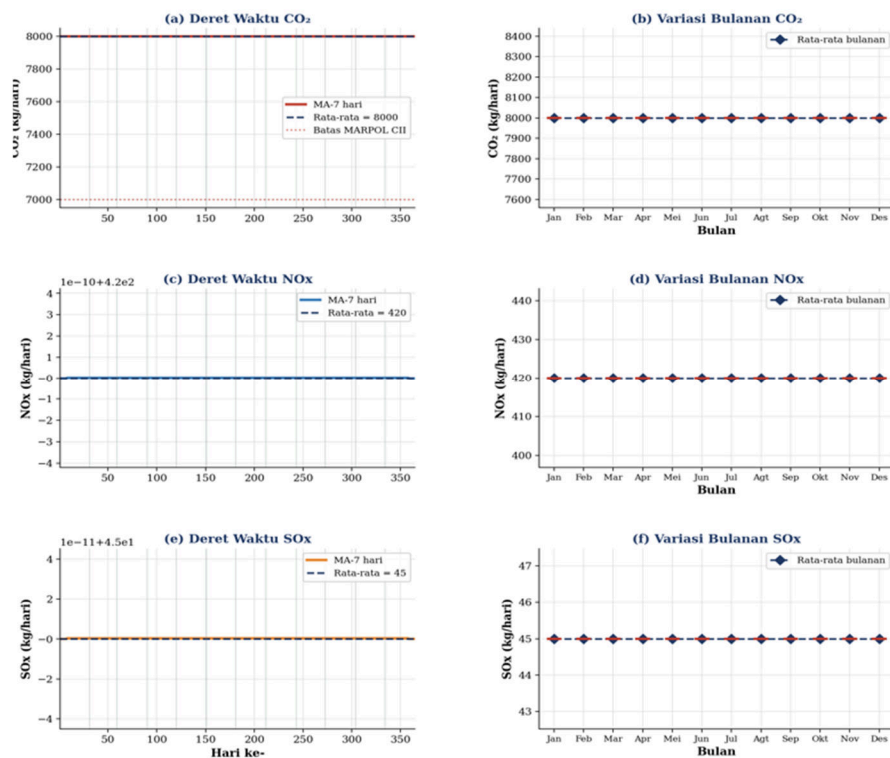 (a) Deret Waktu CO₂
8000
7800
7600
7400
7200
7000
CO₂ (kg/hari)
MA-7 hari
Rata-rata = 8000
Batas MARPOL CII
50 100 150 200 250 300 350
(b) Variasi Bulanan CO₂
8400
8300
8200
8100
8000
7900
7800
7700
7600
CO₂ (kg/hari)
Rata-rata bulanan
Jan Feb Mar Apr Mei Jun Jul Agt Sep Okt Nov Des
Bulan
1e−10+4.2e2
(c) Deret Waktu NOx
4
3
2
1
−0
−1
−2
−3
−4
NOx (kg/hari)
MA-7 hari
Rata-rata = 420
50 100 150 200 250 300 350
(d) Variasi Bulanan NOx
440
430
420
410
400
NOx (kg/hari)
Rata-rata bulanan
Jan Feb Mar Apr Mei Jun Jul Agt Sep Okt Nov Des
Bulan
1e−11+4.5e1
(e) Deret Waktu SOx
4
2
−0
−2
−4
SOx (kg/hari)
MA-7 hari
Rata-rata = 45
50 100 150 200 250 300 350
Hari ke-
(f) Variasi Bulanan SOx
47
46
45
44
43
SOx (kg/hari)
Rata-rata bulanan
Jan Feb Mar Apr Mei Jun Jul Agt Sep Okt Nov Des
Bulan